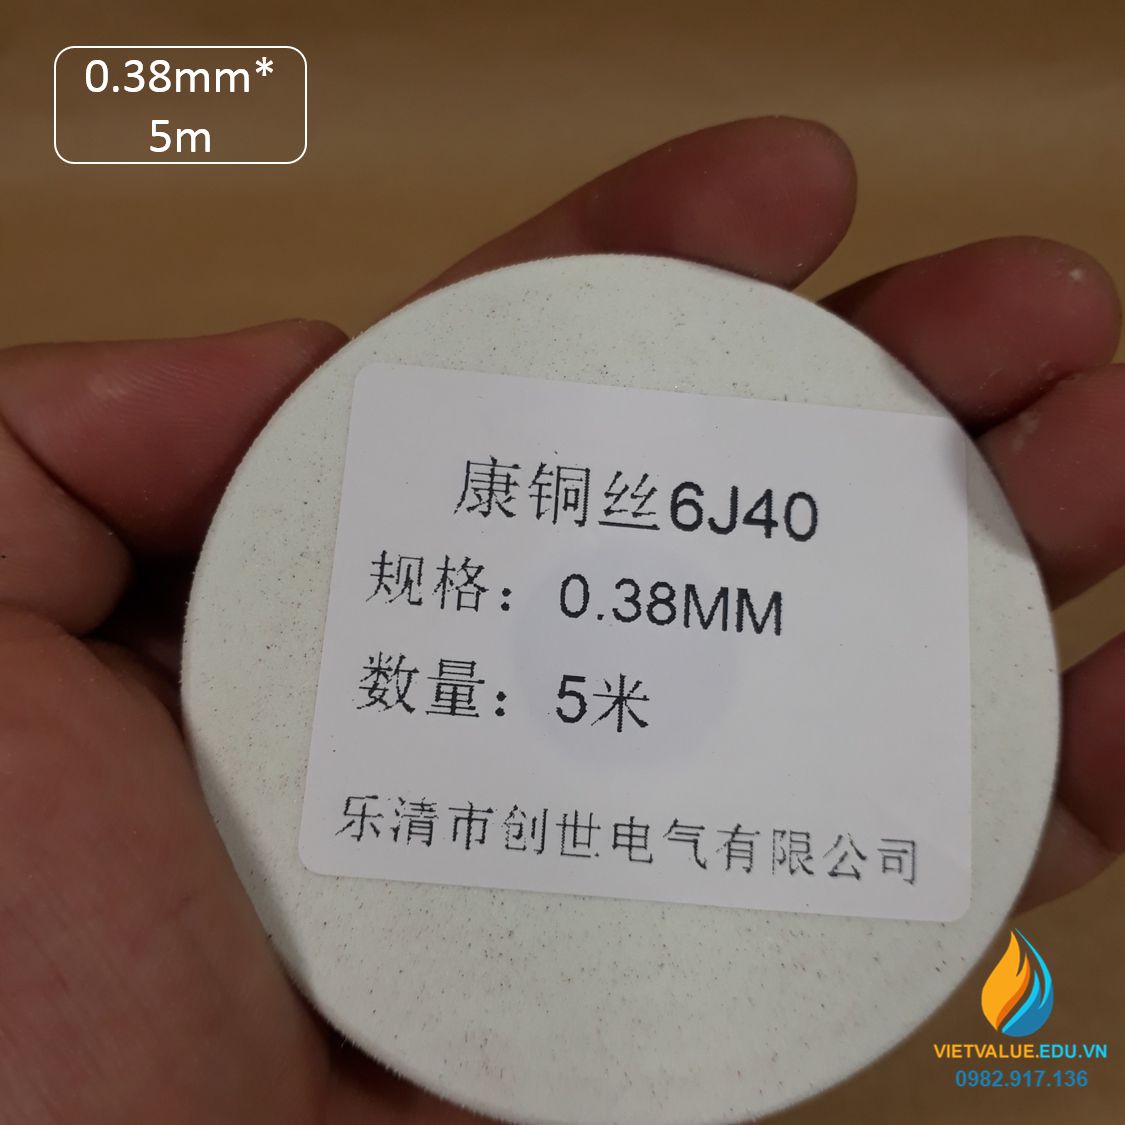 0.38mm*
5m
康铜丝6J40
规格：0.38MM
数量：5米
乐清市创世电气有限公司
VIETVALUE.EDU.VN
0982.917.136